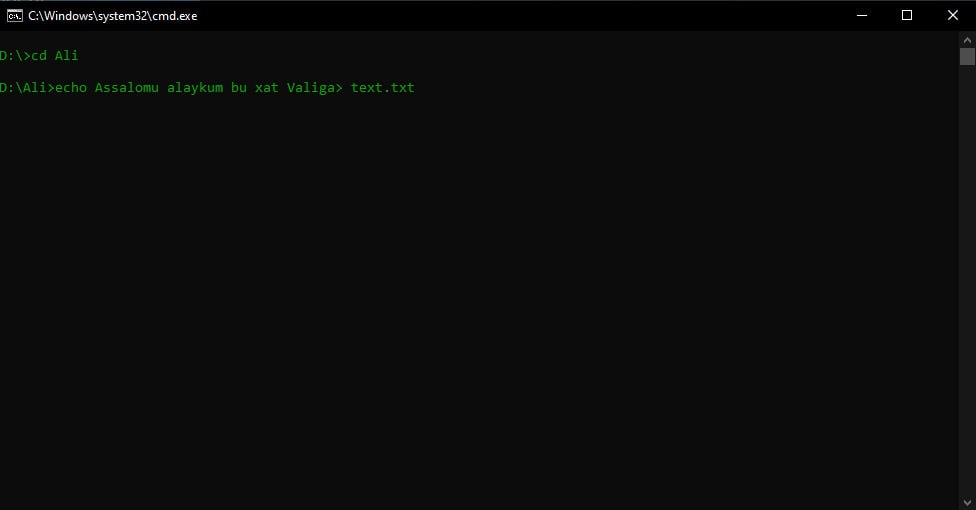 C:\Windows\system32\cmd.exe
D:\>cd Ali
D:\Ali>echo Assalomu alaykum bu xat Valiga> text.txt